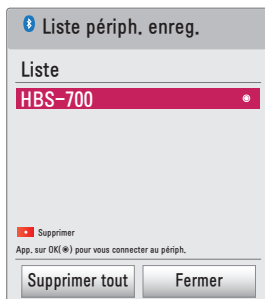 Liste périph. enreg.
Liste
HBS-700
Supprimer
App. sur OK(◉) pour vous connecter au périph.
Supprimer tout
Fermer